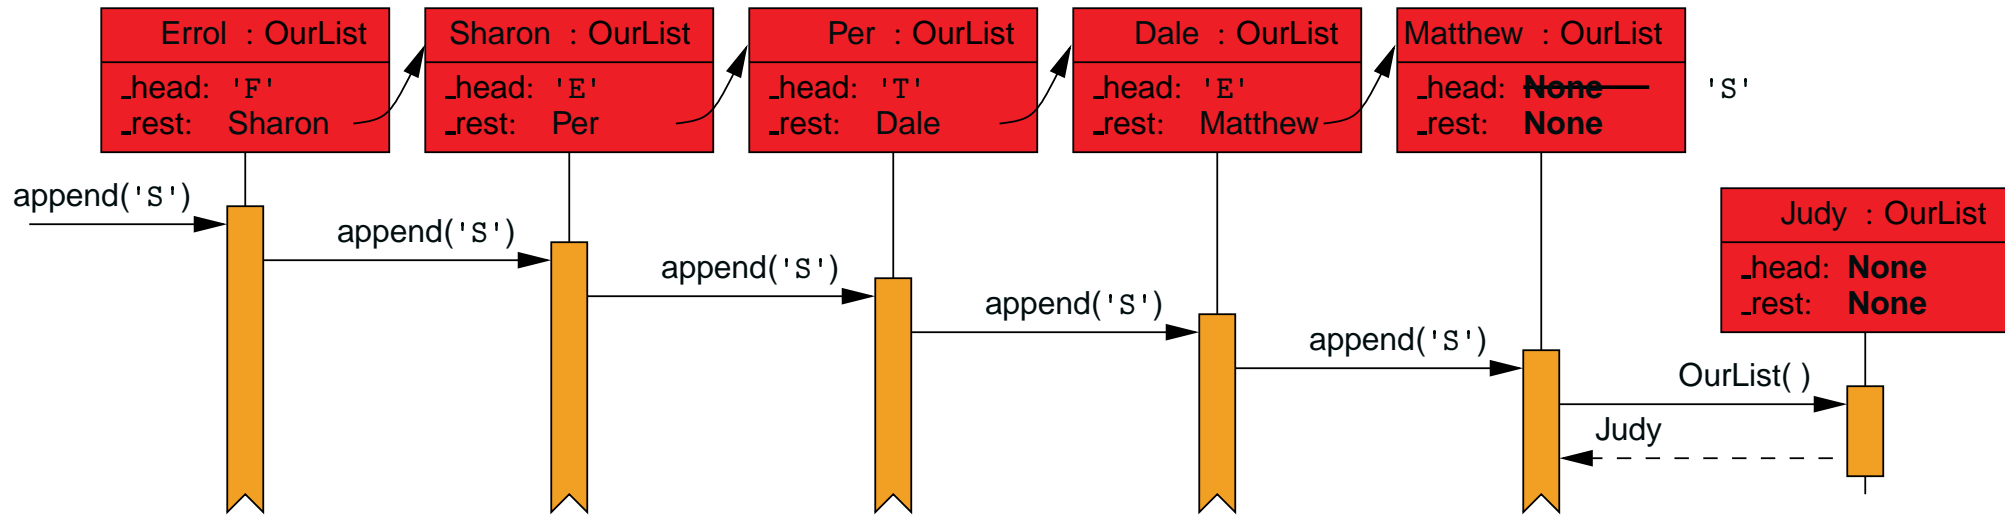 Errol : OurList
_head: 'F'
_rest: Sharon
Sharon : OurList
_head: 'E'
_rest: Per
Per : OurList
_head: 'T'
_rest: Dale
Dale : OurList
_head: 'E'
_rest: Matthew
Matthew : OurList
_head: None 'S'
_rest: None
append('S')
append('S')
append('S')
append('S')
append('S')
Judy : OurList
_head: None
_rest: None
OurList( )
Judy